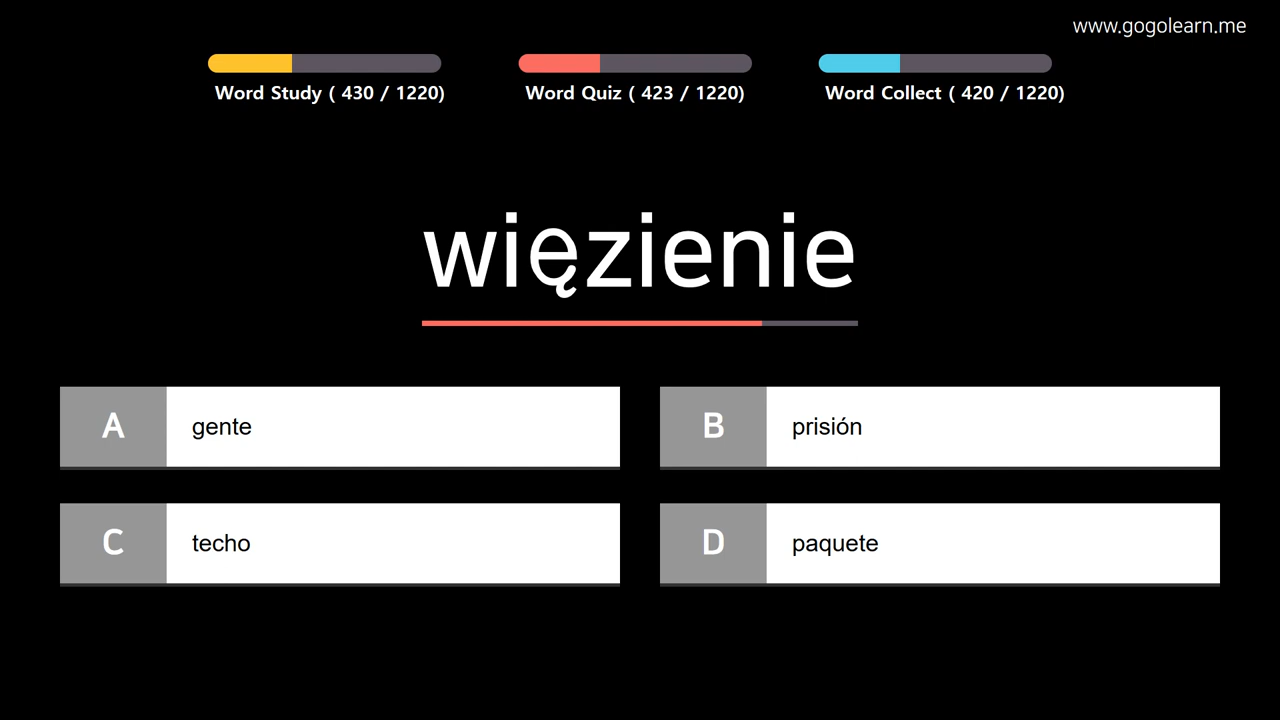 www.gogolearn.me
Word Study ( 430 / 1220)
Word Quiz ( 423 / 1220)
Word Collect ( 420 / 1220)
więzienie
A
gente
B
prisión
C
techo
D
paquete